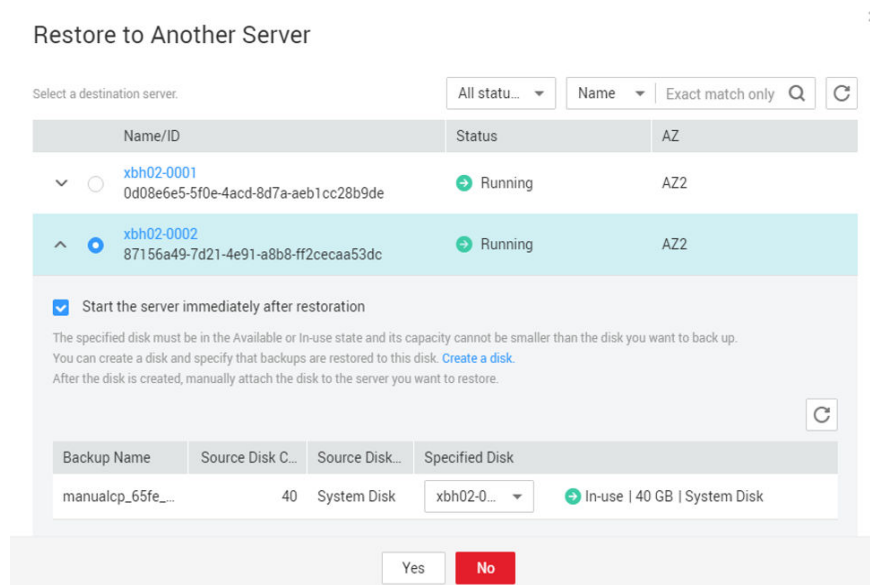 Restore to Another Server
Select a destination server.
All statu...
Name
Exact match only
Name/ID Status AZ
xbh02-0001
0d08e6e5-5f0e-4acd-8d7a-aeb1cc28b9de Running AZ2
xbh02-0002
87156a49-7d21-4e91-a8b8-ff2cecaa53dc Running AZ2
Start the server immediately after restoration
The specified disk must be in the Available or In-use state and its capacity cannot be smaller than the disk you want to back up.
You can create a disk and specify that backups are restored to this disk. Create a disk.
After the disk is created, manually attach the disk to the server you want to restore.
Backup Name Source Disk C... Source Disk... Specified Disk
manualcp_65fe_... 40 System Disk xbh02-0... In-use | 40 GB | System Disk
Yes No